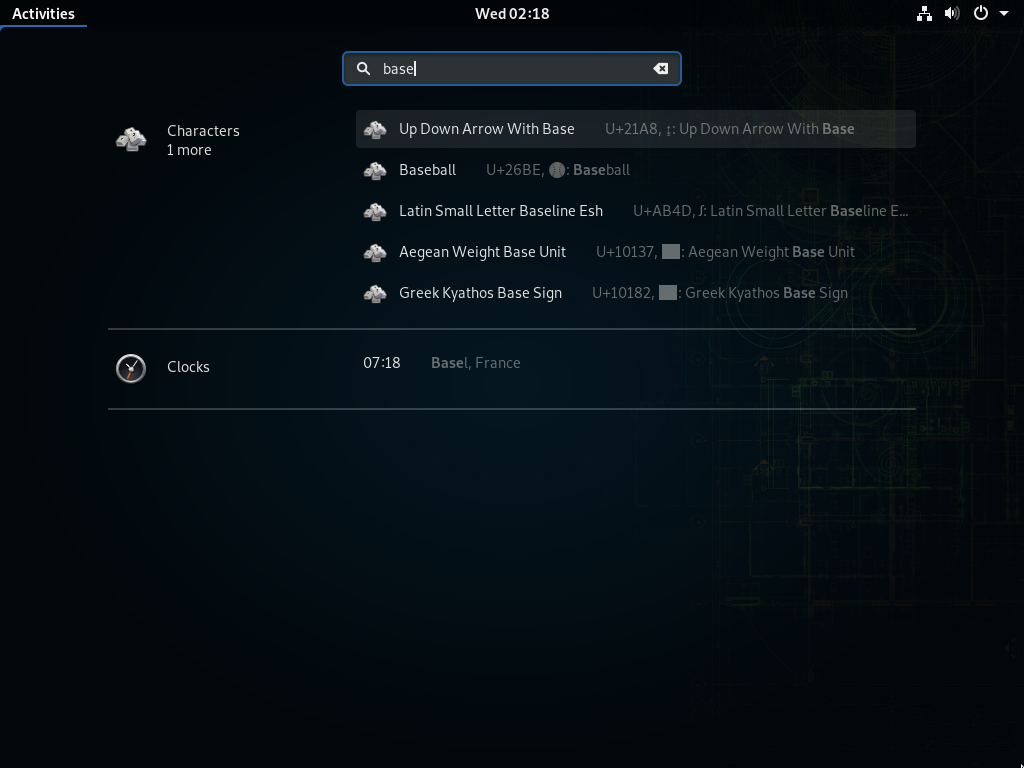 Activities
Wed 02:18
base
Characters
1 more
Up Down Arrow With Base U+21A8, ↨: Up Down Arrow With Base
Baseball U+26BE, ⚾: Baseball
Latin Small Letter Baseline Esh U+AB4D, ꭍ: Latin Small Letter Baseline E...
Aegean Weight Base Unit U+10137, : Aegean Weight Base Unit
Greek Kyathos Base Sign U+10182, : Greek Kyathos Base Sign
Clocks
07:18 Basel, France